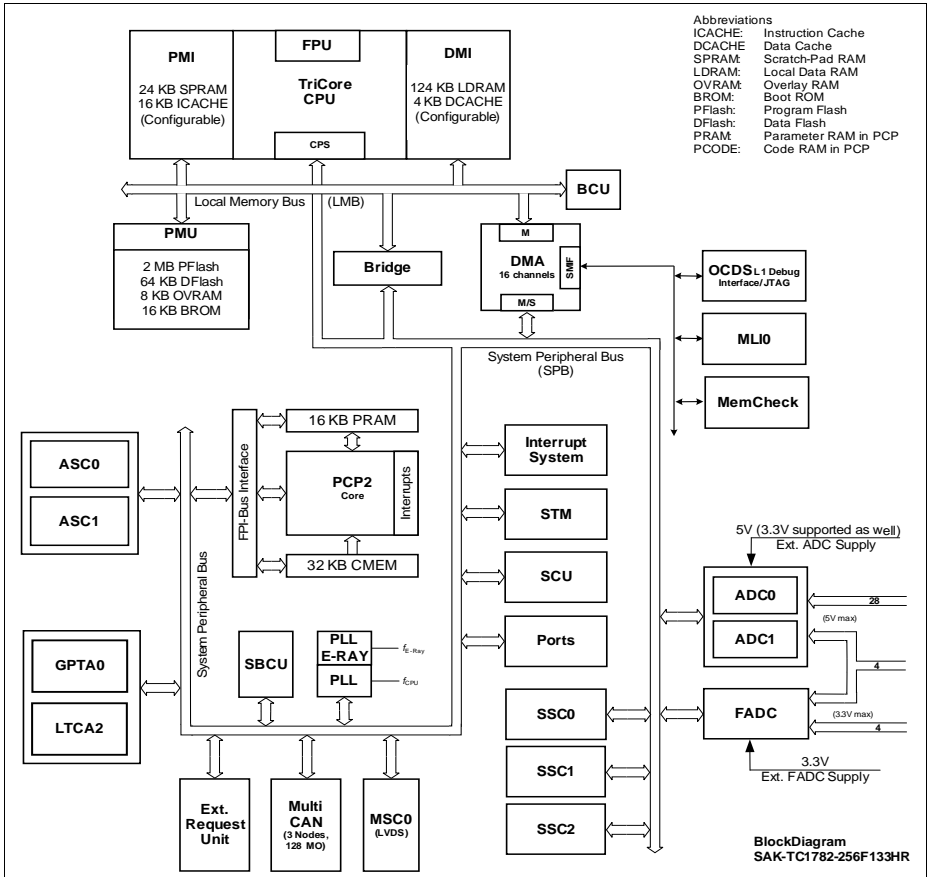 Abbreviations
ICACHE: Instruction Cache
DCACHE Data Cache
SPRAM: Scratch-Pad RAM
LDRAM: Local Data RAM
OVRAM: Overlay RAM
BROM: Boot ROM
PFlash: Program Flash
DFlash: Data Flash
PRAM: Parameter RAM in PCP
PCODE: Code RAM in PCP
PMI
24 KB SPRAM
16 KB ICACHE
(Configurable)
FPU
TriCore
CPU
CPS
DMI
124 KB LDRAM
4 KB DCACHE
(Configurable)
BCU
Local Memory Bus (LMB)
PMU
2 MB PFlash
64 KB DFlash
8 KB OVRAM
16 KB BROM
Bridge
M
DMA
16 channels
SMIF
M/S
OCDS L1 Debug
Interface/JTAG
MLI0
MemCheck
System Peripheral Bus
(SPB)
ASC0
ASC1
FPI-Bus Interface
16 KB PRAM
PCP2
Core
Interrupts
32 KB CMEM
Interrupt
System
STM
SCU
Ports
5V (3.3V supported as well)
Ext. ADC Supply
ADC0
ADC1
28
(5V max)
4
GPTA0
LTCA2
System Peripheral Bus
SBCU
PLL
E-RAY
fE-Ray
PLL
fCPU
SSC0
SSC1
SSC2
FADC
(3.3V max)
4
3.3V
Ext. FADC Supply
Ext.
Request
Unit
Multi
CAN
(3 Nodes,
128 MO)
MSC0
(LVDS)
BlockDiagram
SAK-TC1782-256F133HR